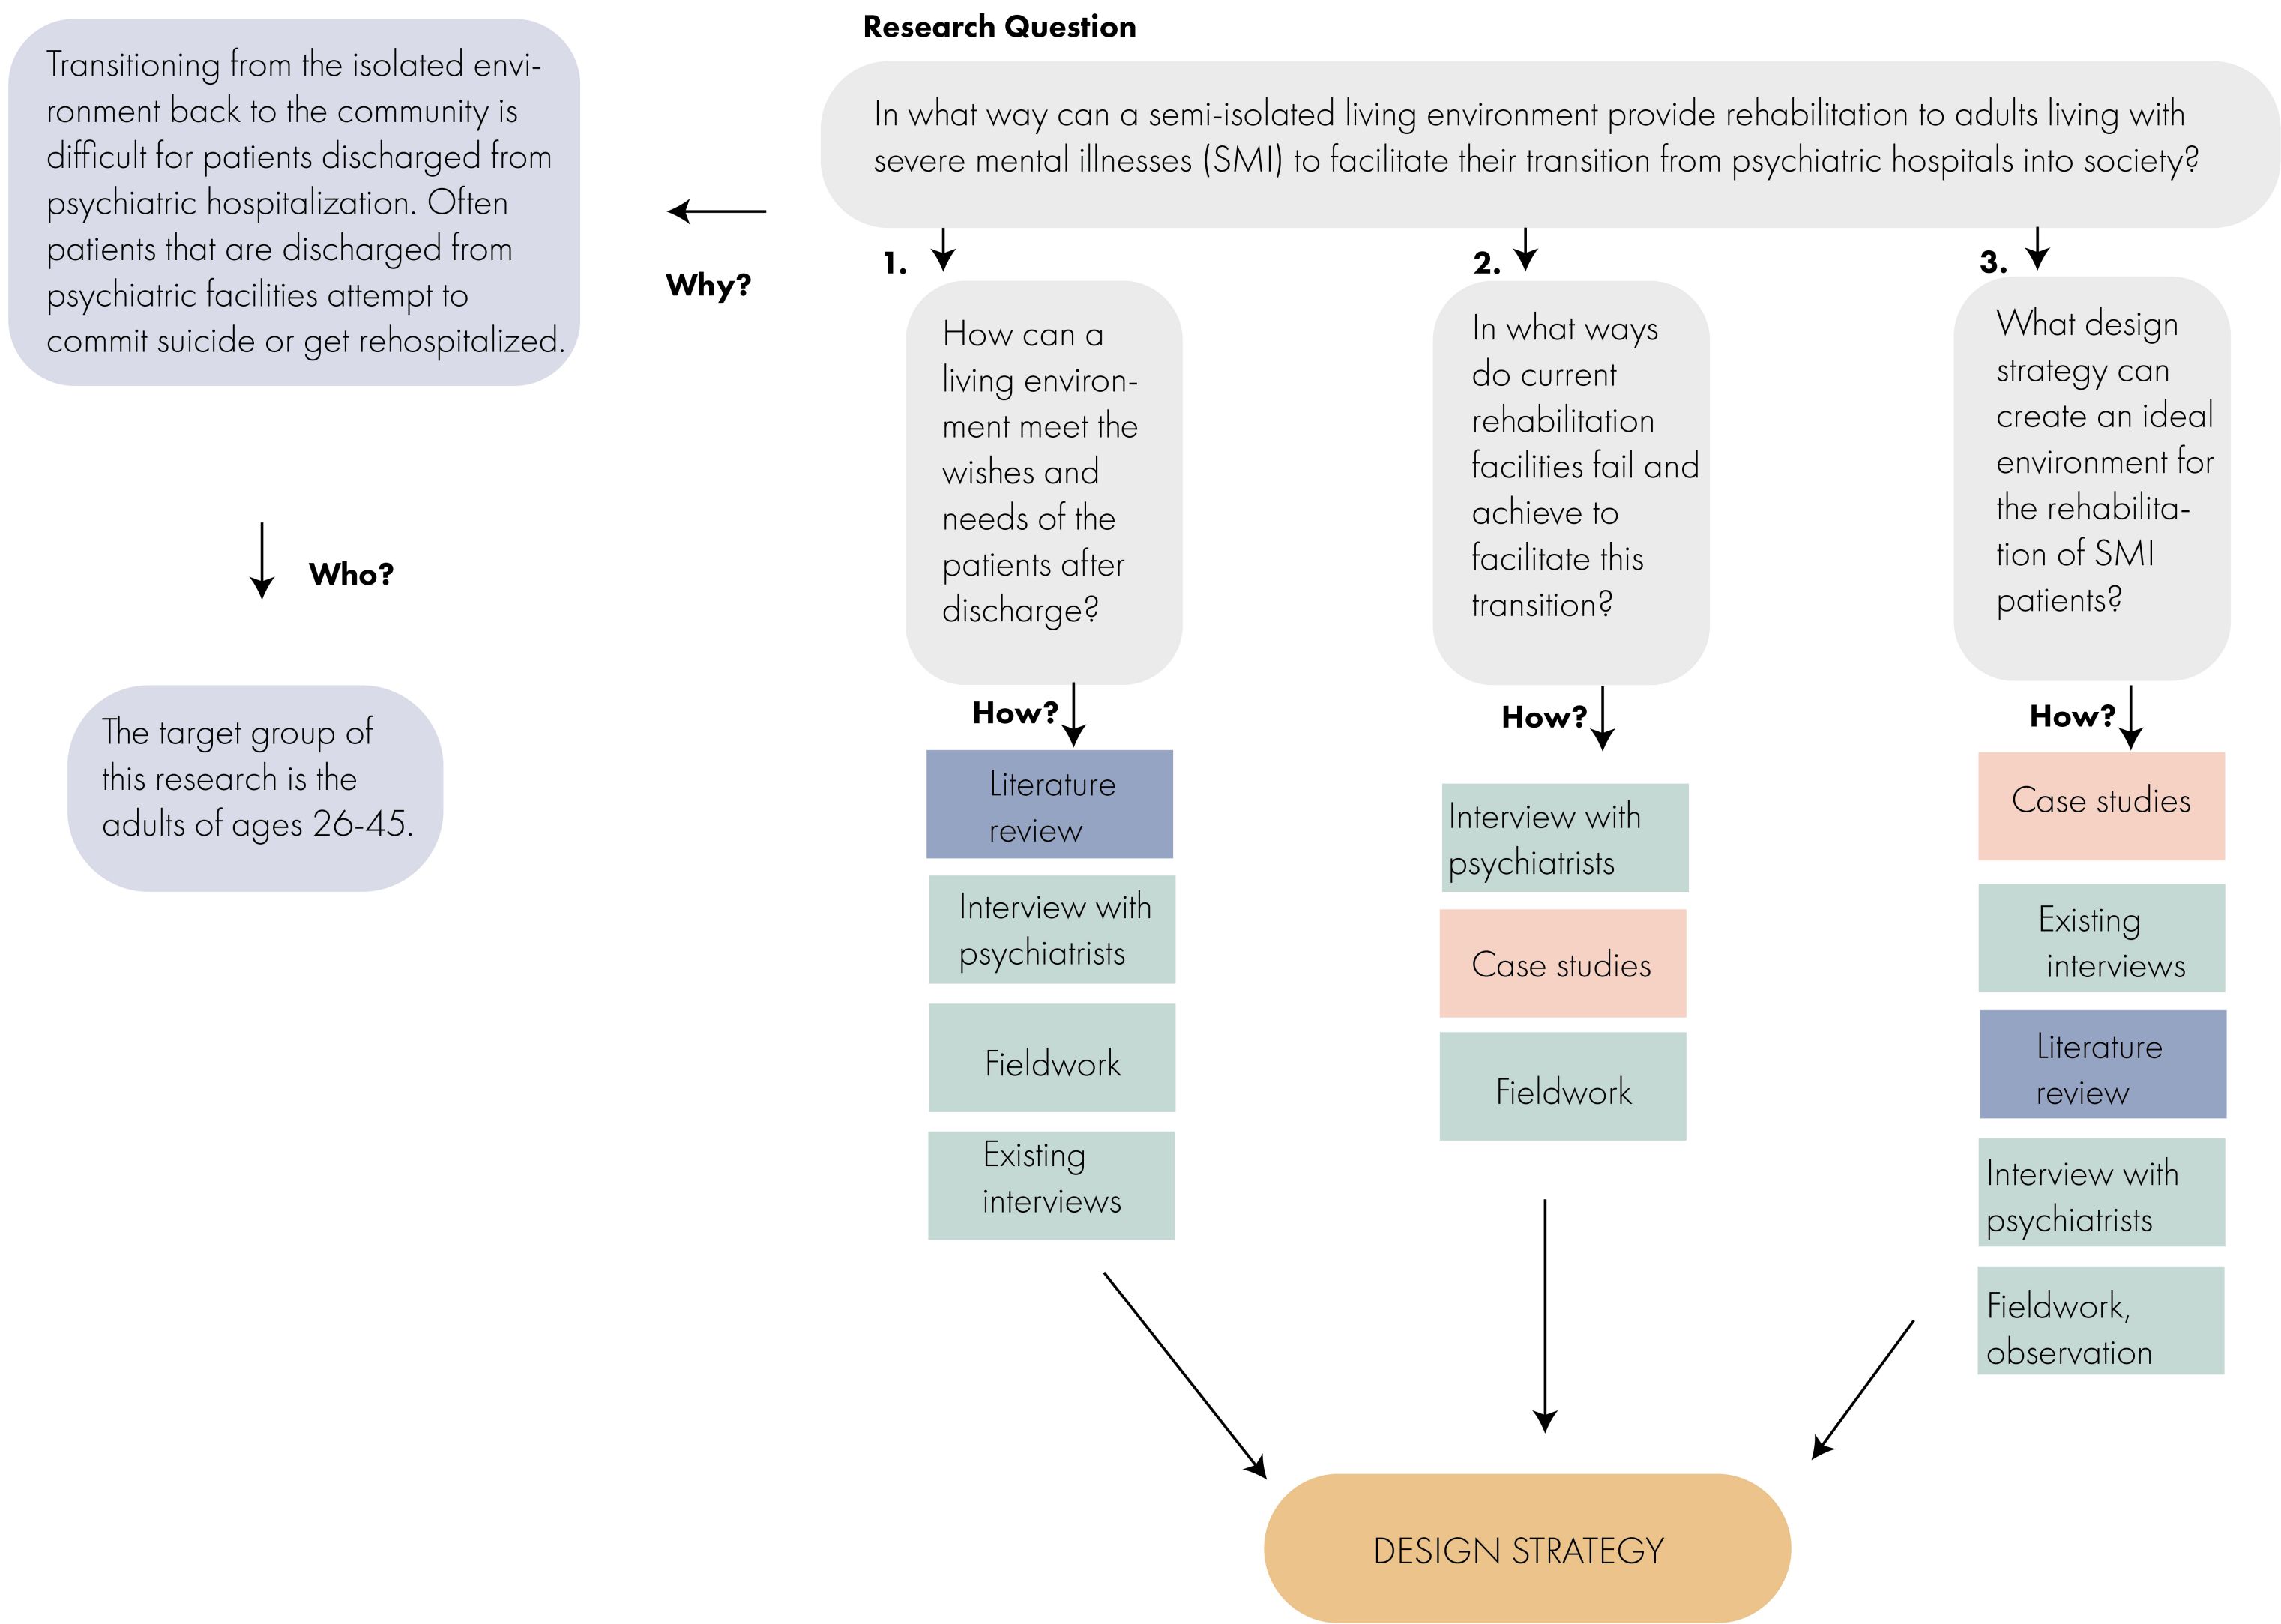 Research Question
In what way can a semi-isolated living environment provide rehabilitation to adults living with
severe mental illnesses (SMI) to facilitate their transition from psychiatric hospitals into society?
Why?
Transitioning from the isolated envi-
ronment back to the community is
difficult for patients discharged from
psychiatric hospitalization. Often
patients that are discharged from
psychiatric facilities attempt to
commit suicide or get rehospitalized.
Who?
The target group of
this research is the
adults of ages 26-45.
1.
How can a
living environ-
ment meet the
wishes and
needs of the
patients after
discharge?
How?
Literature
review
Interview with
psychiatrists
Fieldwork
Existing
interviews
2.
In what ways
do current
rehabilitation
facilities fail and
achieve to
facilitate this
transition?
How?
Interview with
psychiatrists
Case studies
Fieldwork
3.
What design
strategy can
create an ideal
environment for
the rehabilita-
tion of SMI
patients?
How?
Case studies
Existing
interviews
Literature
review
Interview with
psychiatrists
Fieldwork,
observation
DESIGN STRATEGY